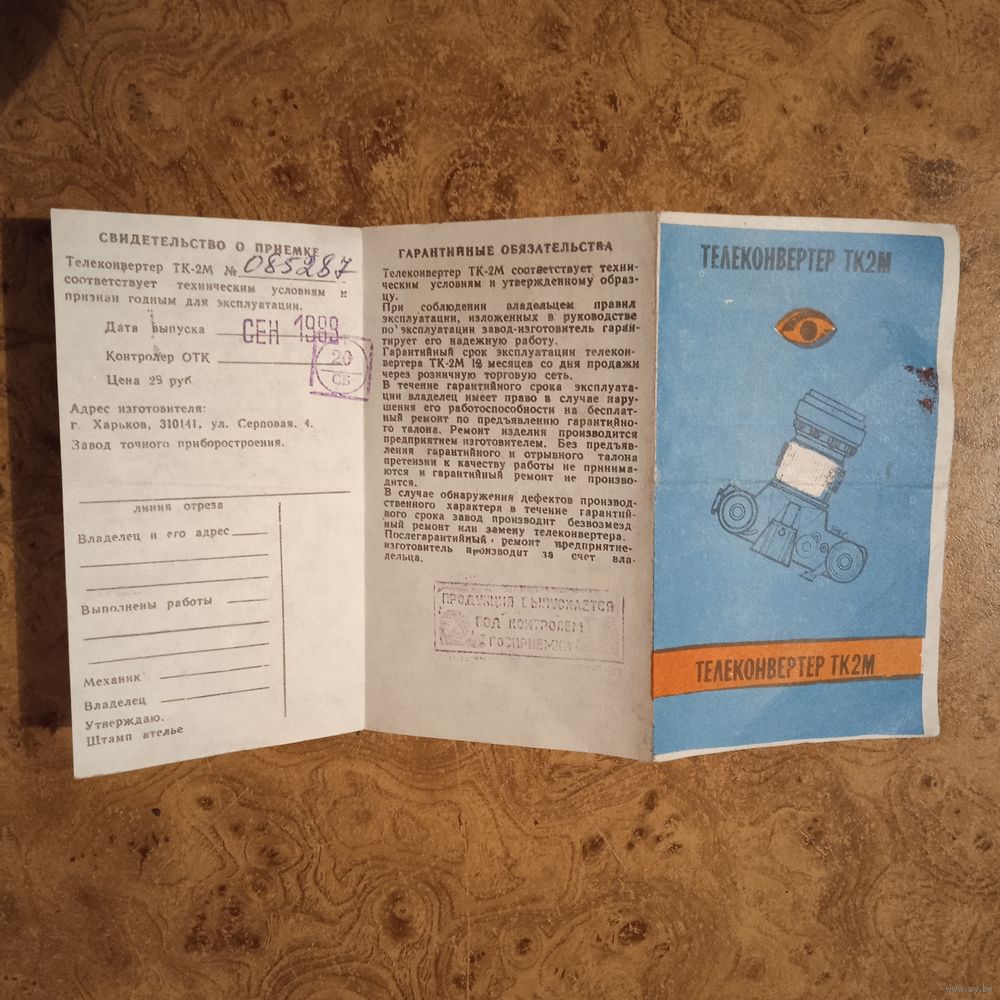 СВИДЕТЕЛЬСТВО О ПРИЕМКЕ
Телеконвертер ТК-2М № 085287
соответствует техническим условиям и
признан годным для эксплуатации.
Дата выпуска СЕН 1989
Контролер ОТК
20
СБ
Цена 25 руб.
Адрес изготовителя:
г. Харьков, 310141, ул. Серповая, 4.
Завод точного приборостроения.
линия отреза
Владелец и его адрес
Выполнены работы
Механик
Владелец
Утверждаю.
Штамп ателье
ГАРАНТИЙНЫЕ ОБЯЗАТЕЛЬСТВА
Телеконвертер ТК-2М соответствует техни-
ческим условиям и утвержденному образ-
цу.
При соблюдении владельцем правил
эксплуатации, изложенных в руководстве
по эксплуатации завод-изготовитель гаран-
тирует его надежную работу.
Гарантийный срок эксплуатации телекон-
вертера ТК-2М 12 месяцев со дня продажи
через розничную торговую сеть.
В течение гарантийного срока эксплуата-
ции владелец имеет право в случае нару-
шения его работоспособности на бесплат-
ный ремонт по предъявлению гарантийно-
го талона. Ремонт изделия производится
предприятием изготовителем. Без предъяв-
ления гарантийного и отрывного талона
претензии к качеству работы не принима-
ются и гарантийный ремонт не произво-
дится.
В случае обнаружения дефектов производ-
ственного характера в течение гарантий-
ного срока завод производит безвозмезд
ный ремонт или замену телеконвертера.
Послегарантийный ремонт предприятие-
изготовитель производит за счет вла-
дельца.
ПРОДУКЦИЯ ВЫПУСКАЕТСЯ
ПОД КОНТРОЛЕМ
ГОСПРИЕМКИ
ТЕЛЕКОНВЕРТЕР ТК2М
ТЕЛЕКОНВЕРТЕР ТК2М
www.ay.by